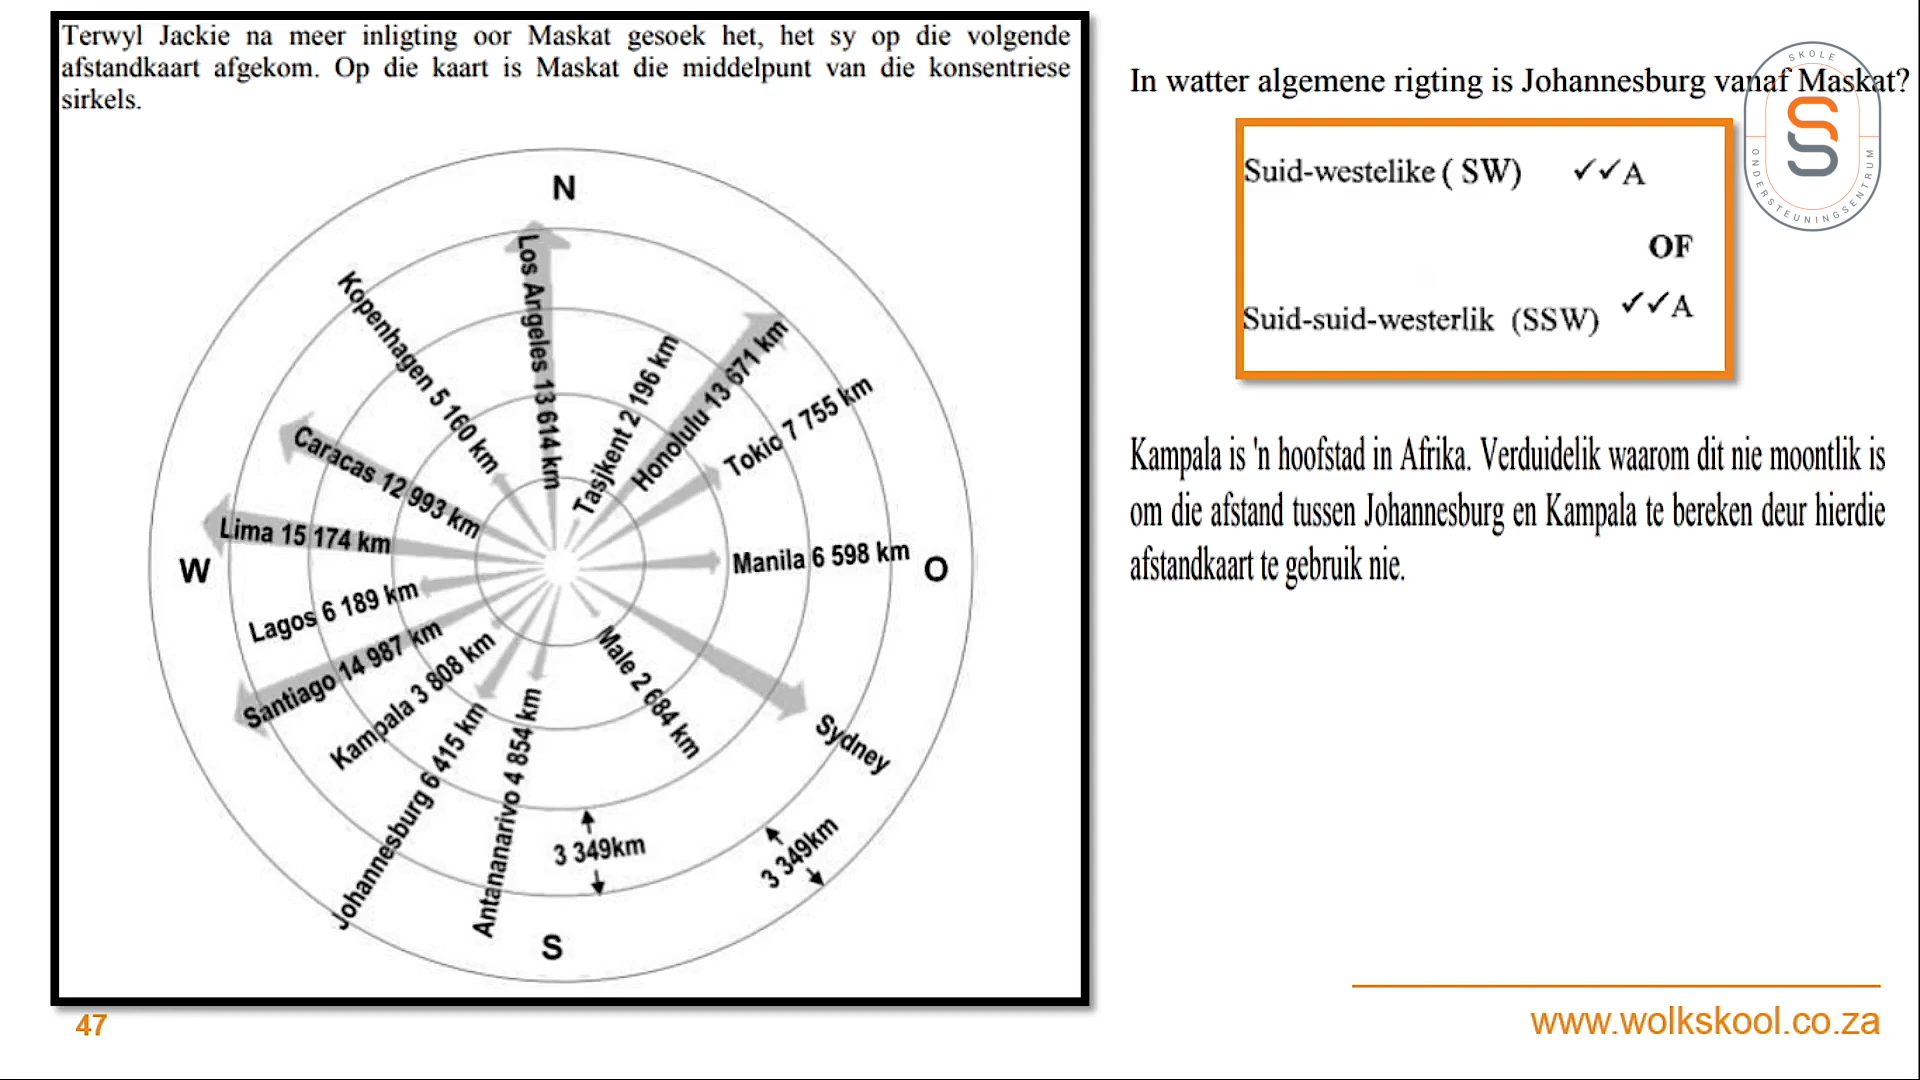 Terwyl Jackie na meer inligting oor Maskat gesoek het, het sy op die volgende
afstandkaart afgekom. Op die kaart is Maskat die middelpunt van die konsentriese
sirkels.
N
Los Angeles 13 614 km
Kopenhagen 5 160 km
Tasjkent 2 196 km
Honolulu 13 671 km
Tokio 7 755 km
Caracas 12 993 km
Lima 15 174 km
W
Manila 6 598 km
O
Lagos 6 189 km
Santiago 14 987 km
Kampala 3 808 km
Johannesburg 6 415 km
Antananarivo 4 854 km
Male 2 684 km
Sydney
3 349km
3 349km
S
47
In watter algemene rigting is Johannesburg vanaf Maskat?
SKOLE
SS
ONDERSTEUNINGSENTRUM
Suid-westelike ( SW) ✓✓A
OF
Suid-suid-westerlik (SSW) ✓✓A
Kampala is 'n hoofstad in Afrika. Verduidelik waarom dit nie moontlik is
om die afstand tussen Johannesburg en Kampala te bereken deur hierdie
afstandkaart te gebruik nie.
www.wolkskool.co.za